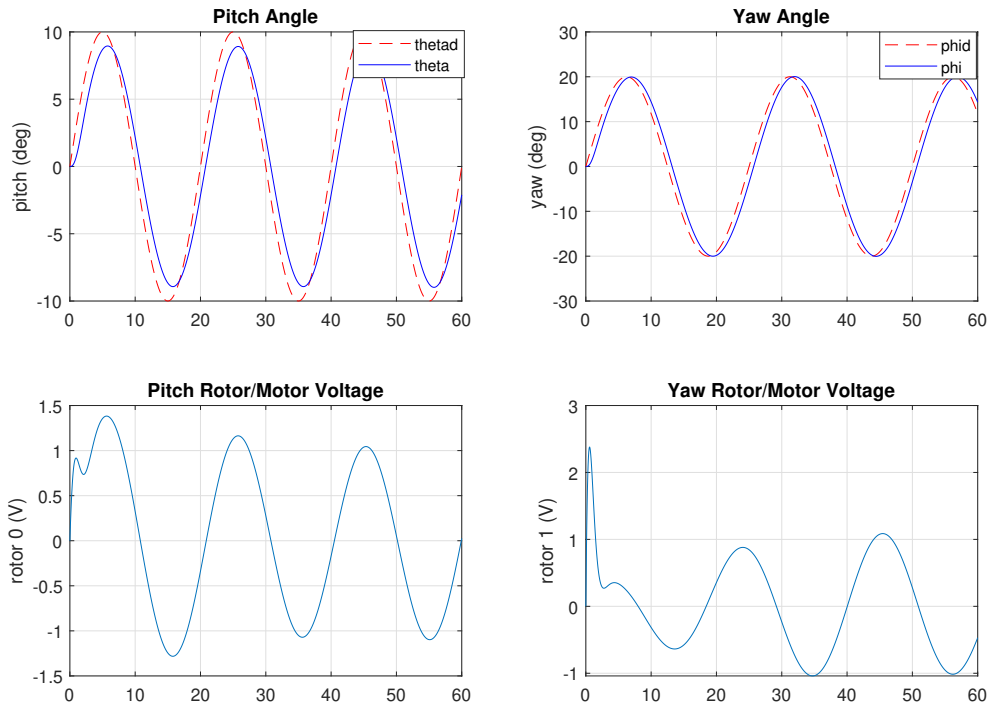 Pitch Angle
10
5
0
-5
-10
pitch (deg)
thetad
theta
0 10 20 30 40 50 60
Yaw Angle
30
20
10
0
-10
-20
-30
yaw (deg)
phid
phi
0 10 20 30 40 50 60
Pitch Rotor/Motor Voltage
1.5
1
0.5
0
-0.5
-1
-1.5
rotor 0 (V)
0 10 20 30 40 50 60
Yaw Rotor/Motor Voltage
3
2
1
0
-1
rotor 1 (V)
0 10 20 30 40 50 60